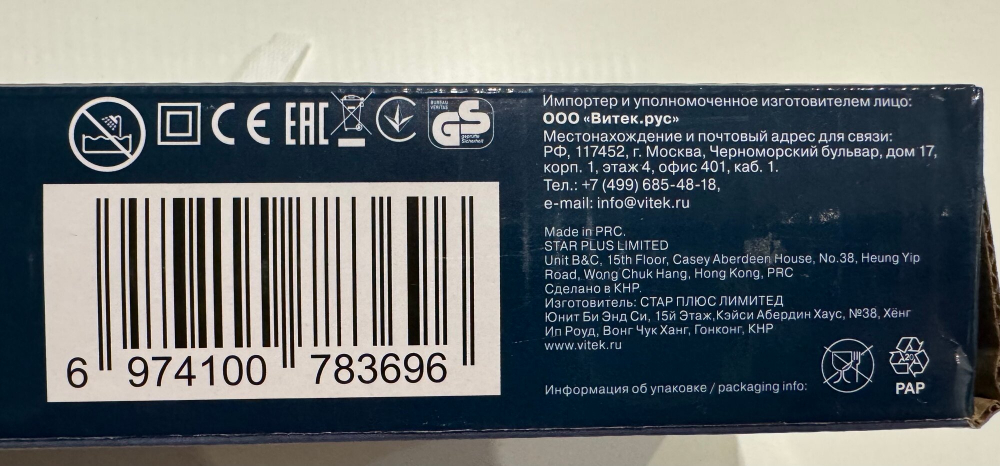 CE EAC
BUREAU
VERITAS
GS
geprüfte
Sicherheit
6 974100 783696
Импортер и уполномоченное изготовителем лицо:
ООО «Витек.рус»
Местонахождение и почтовый адрес для связи:
РФ, 117452, г. Москва, Черноморский бульвар, дом 17,
корп. 1, этаж 4, офис 401, каб. 1.
Тел.: +7 (499) 685-48-18,
e-mail: info@vitek.ru
Made in PRC.
STAR PLUS LIMITED
Unit B&C, 15th Floor, Casey Aberdeen House, No.38, Heung Yip
Road, Wong Chuk Hang, Hong Kong, PRC
Сделано в КНР.
Изготовитель: СТАР ПЛЮС ЛИМИТЕД
Юнит Би Энд Си, 15й Этаж,Кэйси Абердин Хаус, №38, Хёнг
Ип Роуд, Вонг Чук Ханг, Гонконг, КНР
www.vitek.ru
Информация об упаковке / packaging info:
20
PAP